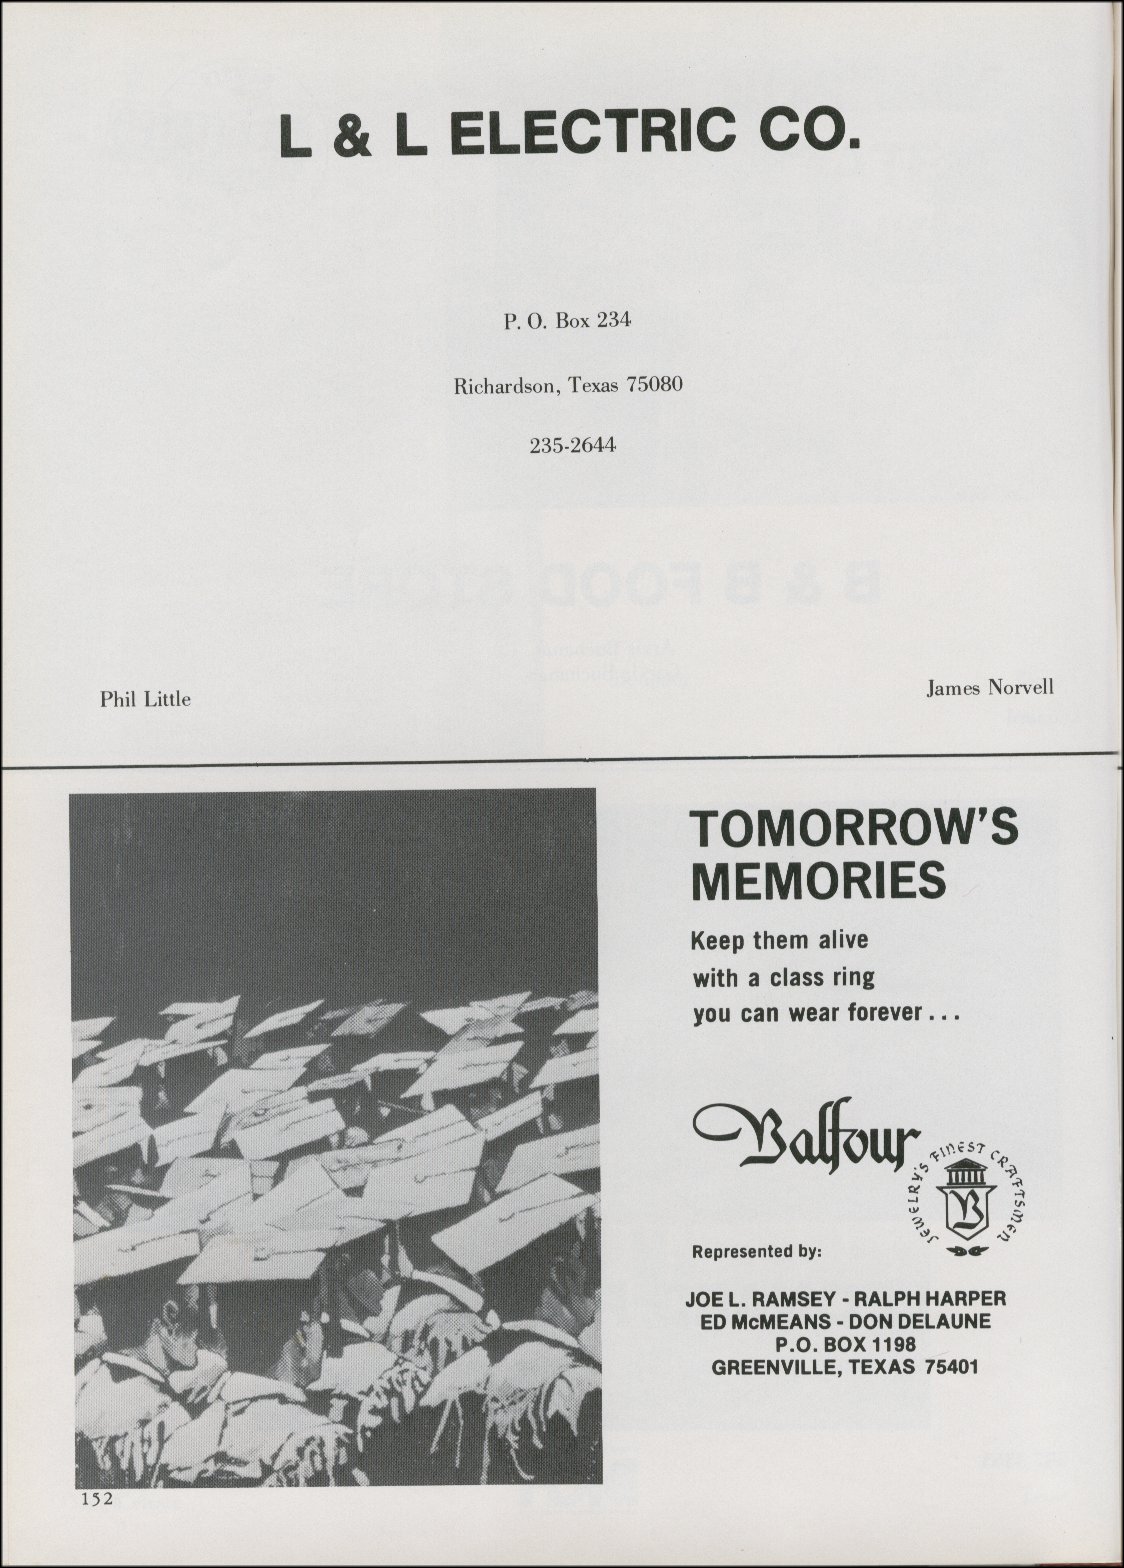 L & L ELECTRIC CO.
P. O. Box 234
Richardson, Texas 75080
235-2644
Phil Little
James Norvell
TOMORROW'S
MEMORIES
Keep them alive
with a class ring
you can wear forever...
Balfour
JEWELRY'S FINEST CRAFTSMEN
B
Represented by:
JOE L. RAMSEY - RALPH HARPER
ED McMEANS - DON DELAUNE
P.O. BOX 1198
GREENVILLE, TEXAS 75401
152